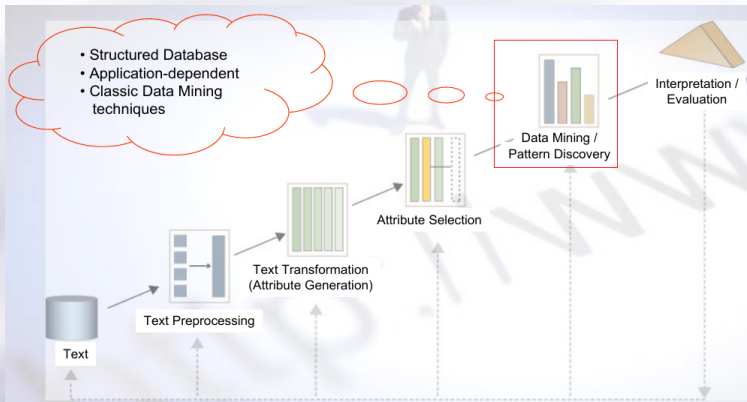 • Structured Database
• Application-dependent
• Classic Data Mining
techniques
Interpretation /
Evaluation
Data Mining /
Pattern Discovery
Attribute Selection
Text Transformation
(Attribute Generation)
Text Preprocessing
Text